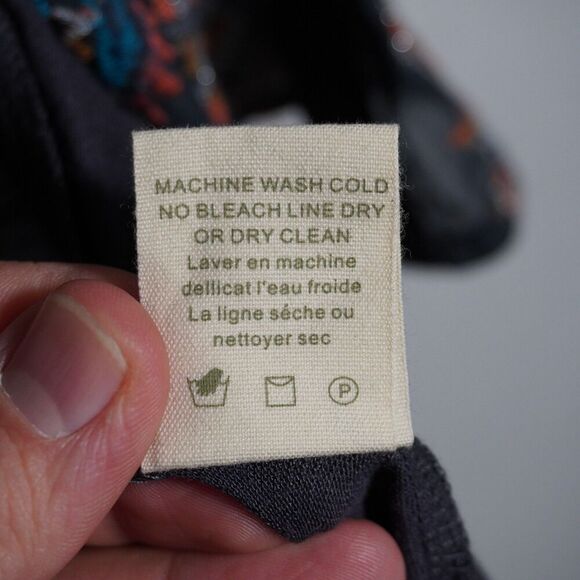 MACHINE WASH COLD
NO BLEACH LINE DRY
OR DRY CLEAN
Laver en machine
dellicat l'eau froide
La ligne séche ou
nettoyer sec
P